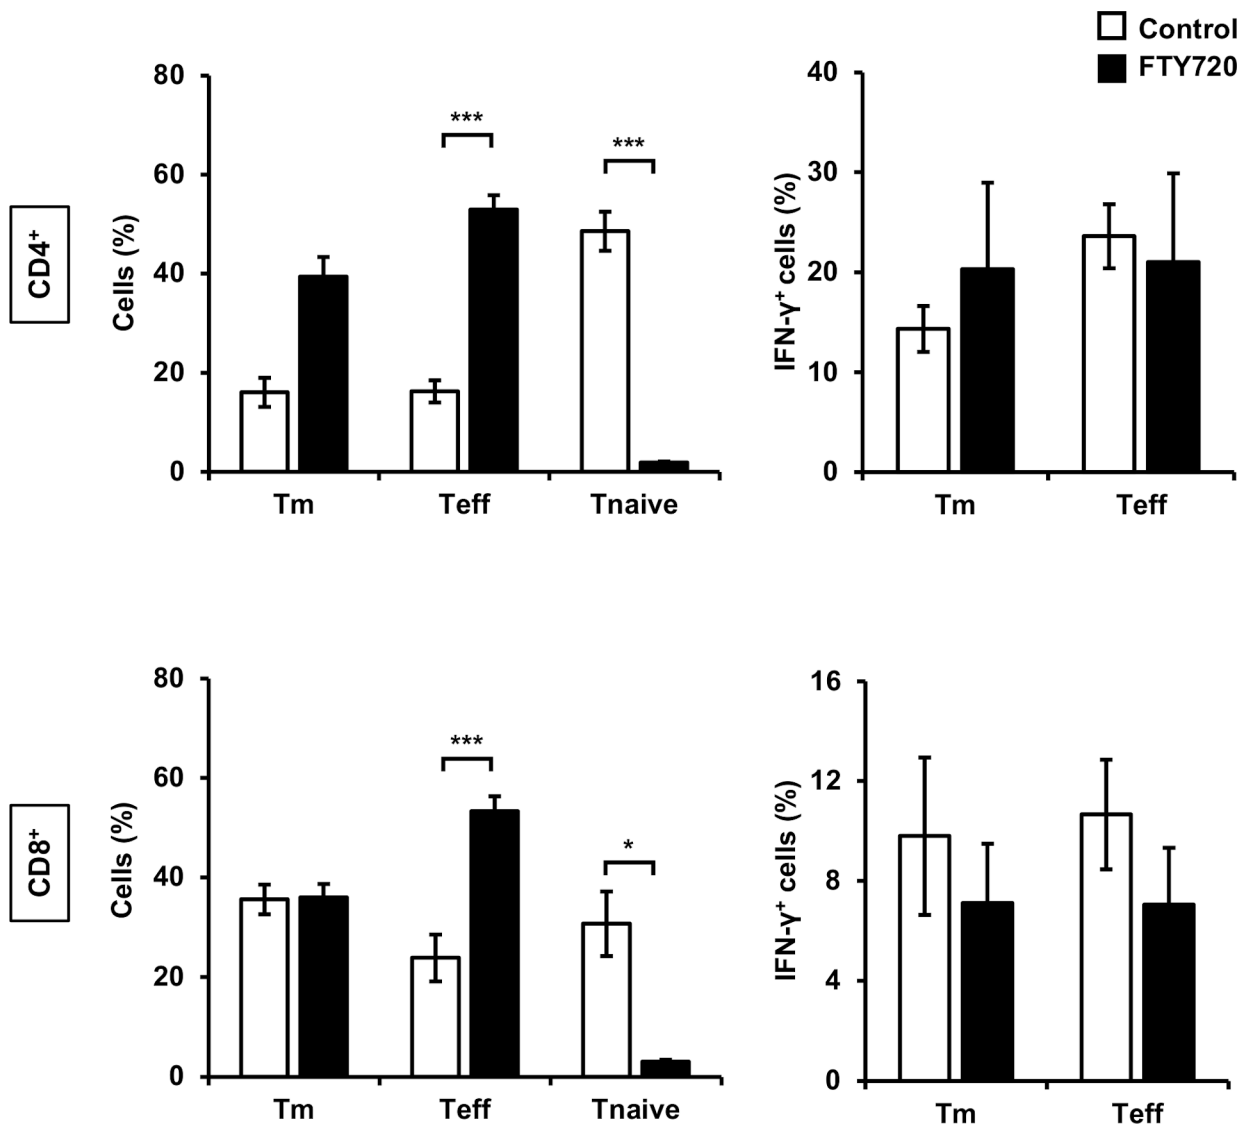 Control
FTY720
CD4+
Cells (%)
80
60
40
20
0
***
***
Tm Teff Tnaive
IFN-γ+ cells (%)
40
30
20
10
0
Tm Teff
CD8+
Cells (%)
80
60
40
20
0
***
*
Tm Teff Tnaive
IFN-γ+ cells (%)
16
12
8
4
0
Tm Teff